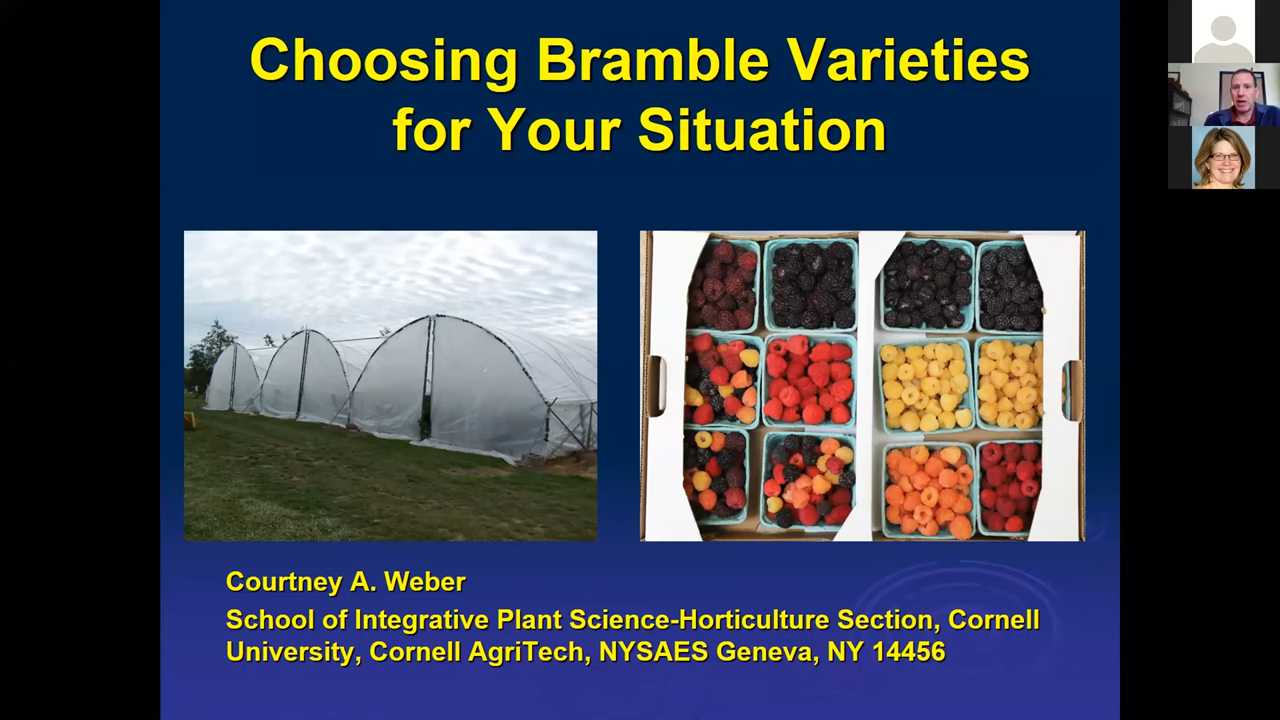 Choosing Bramble Varieties
for Your Situation
Courtney A. Weber
School of Integrative Plant Science-Horticulture Section, Cornell
University, Cornell AgriTech, NYSAES Geneva, NY 14456